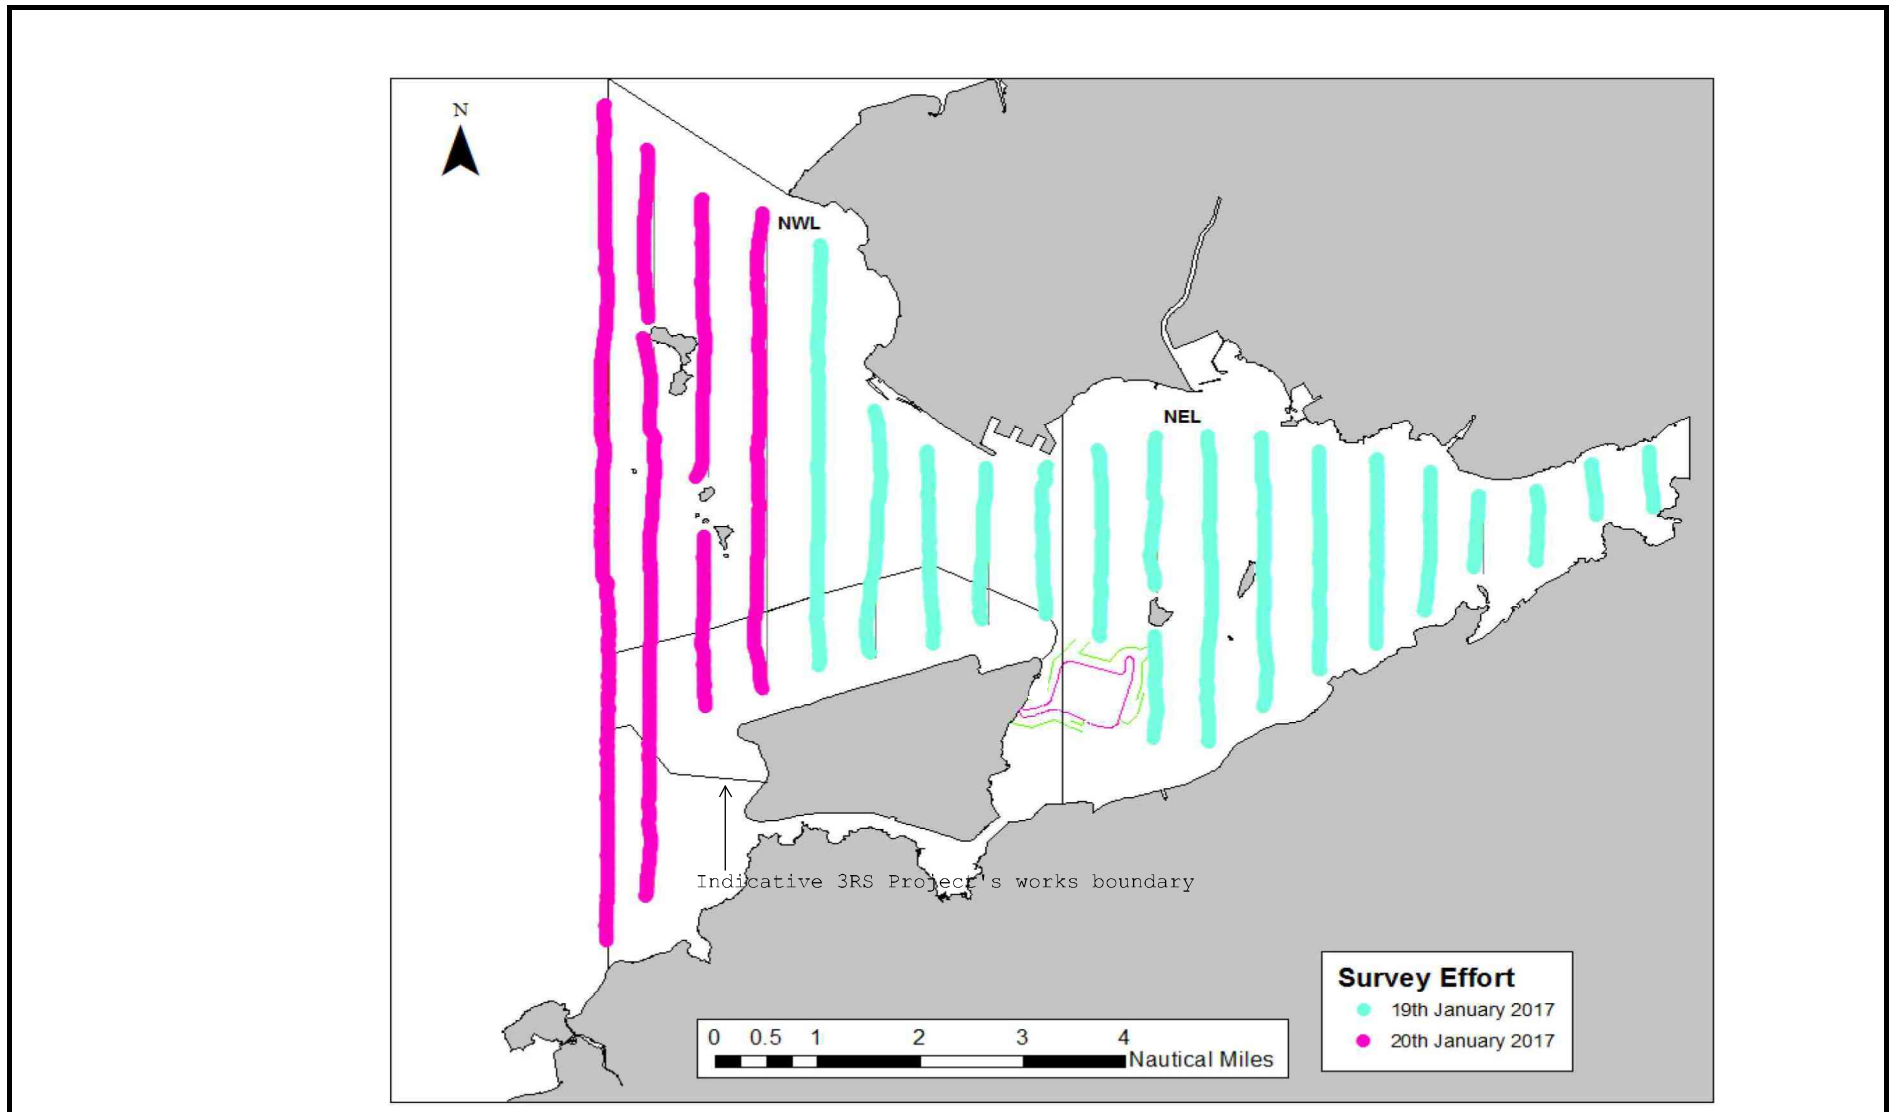 N
NWL
NEL
Indicative 3RS Project's works boundary
Survey Effort
19th January 2017
20th January 2017
0 0.5 1 2 3 4
Nautical Miles